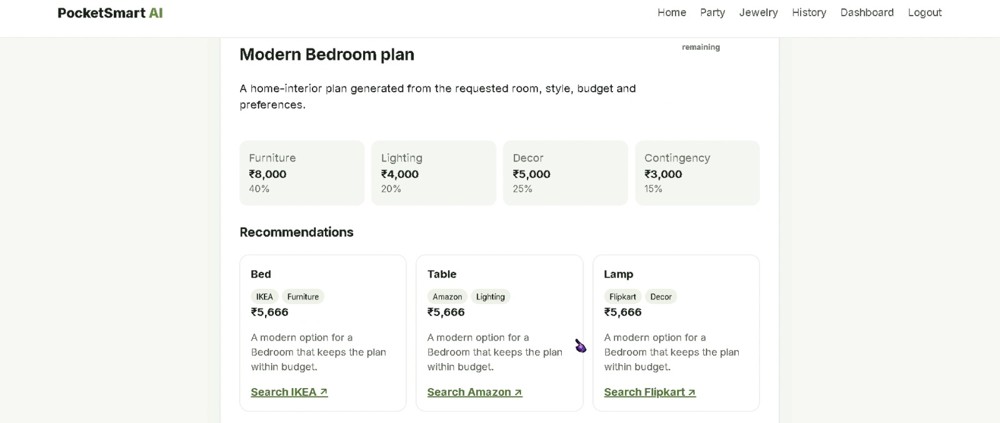 PocketSmart AI
Home Party Jewelry History Dashboard Logout
remaining
Modern Bedroom plan
A home-interior plan generated from the requested room, style, budget and
preferences.
Furniture
₹8,000
40%
Lighting
₹4,000
20%
Decor
₹5,000
25%
Contingency
₹3,000
15%
Recommendations
Bed
IKEA Furniture
₹5,666
A modern option for a
Bedroom that keeps the plan
within budget.
Search IKEA ↗
Table
Amazon Lighting
₹5,666
A modern option for a
Bedroom that keeps the plan
within budget.
Search Amazon ↗
Lamp
Flipkart Decor
₹5,666
A modern option for a
Bedroom that keeps the plan
within budget.
Search Flipkart ↗